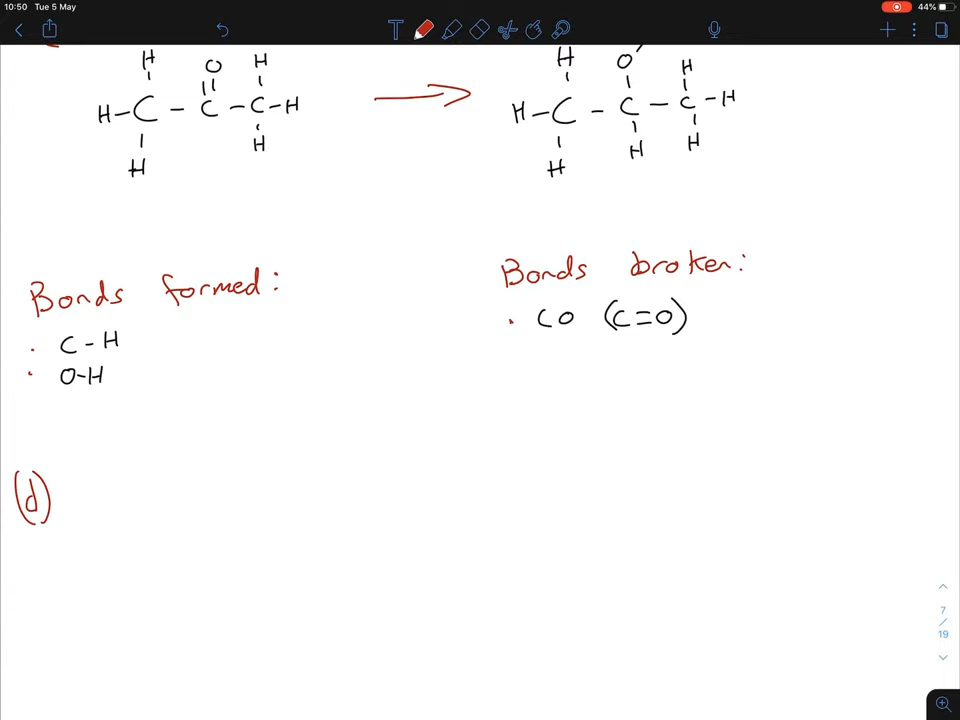 10:50 Tue 5 May 44%
H O H H O H
H-C-C-C-H H-C-C-C-H
H H H H H
Bonds formed: Bonds broken:
· C-H · CO (C=O)
· O-H
(d)
7
/
19